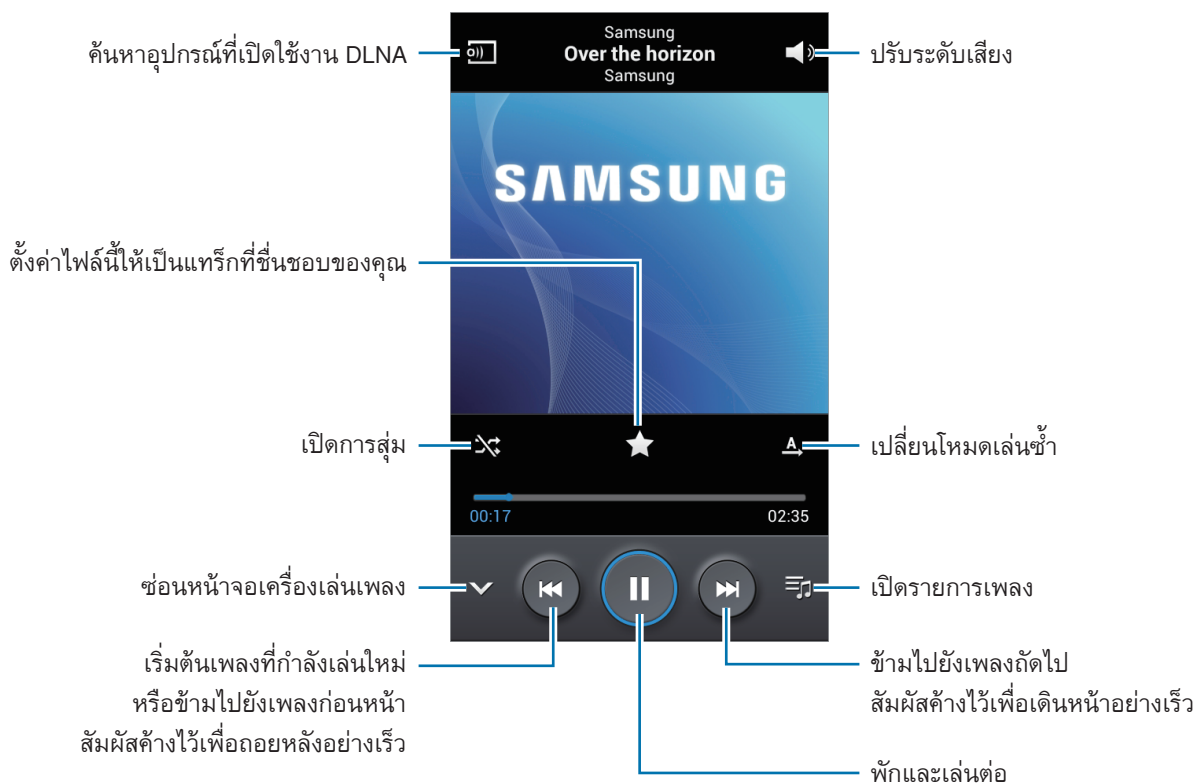 ค้นหาอุปกรณ์ที่เปิดใช้งาน DLNA
Samsung
Over the horizon
Samsung
ปรับระดับเสียง
SAMSUNG
ตั้งค่าไฟล์นี้ให้เป็นแทร็กที่ชื่นชอบของคุณ
เปิดการสุ่ม
A
เปลี่ยนโหมดเล่นซ้ำ
00:17
02:35
ซ่อนหน้าจอเครื่องเล่นเพลง
เปิดรายการเพลง
เริ่มต้นเพลงที่กำลังเล่นใหม่
หรือข้ามไปยังเพลงก่อนหน้า
สัมผัสค้างไว้เพื่อถอยหลังอย่างเร็ว
ข้ามไปยังเพลงถัดไป
สัมผัสค้างไว้เพื่อเดินหน้าอย่างเร็ว
พักและเล่นต่อ